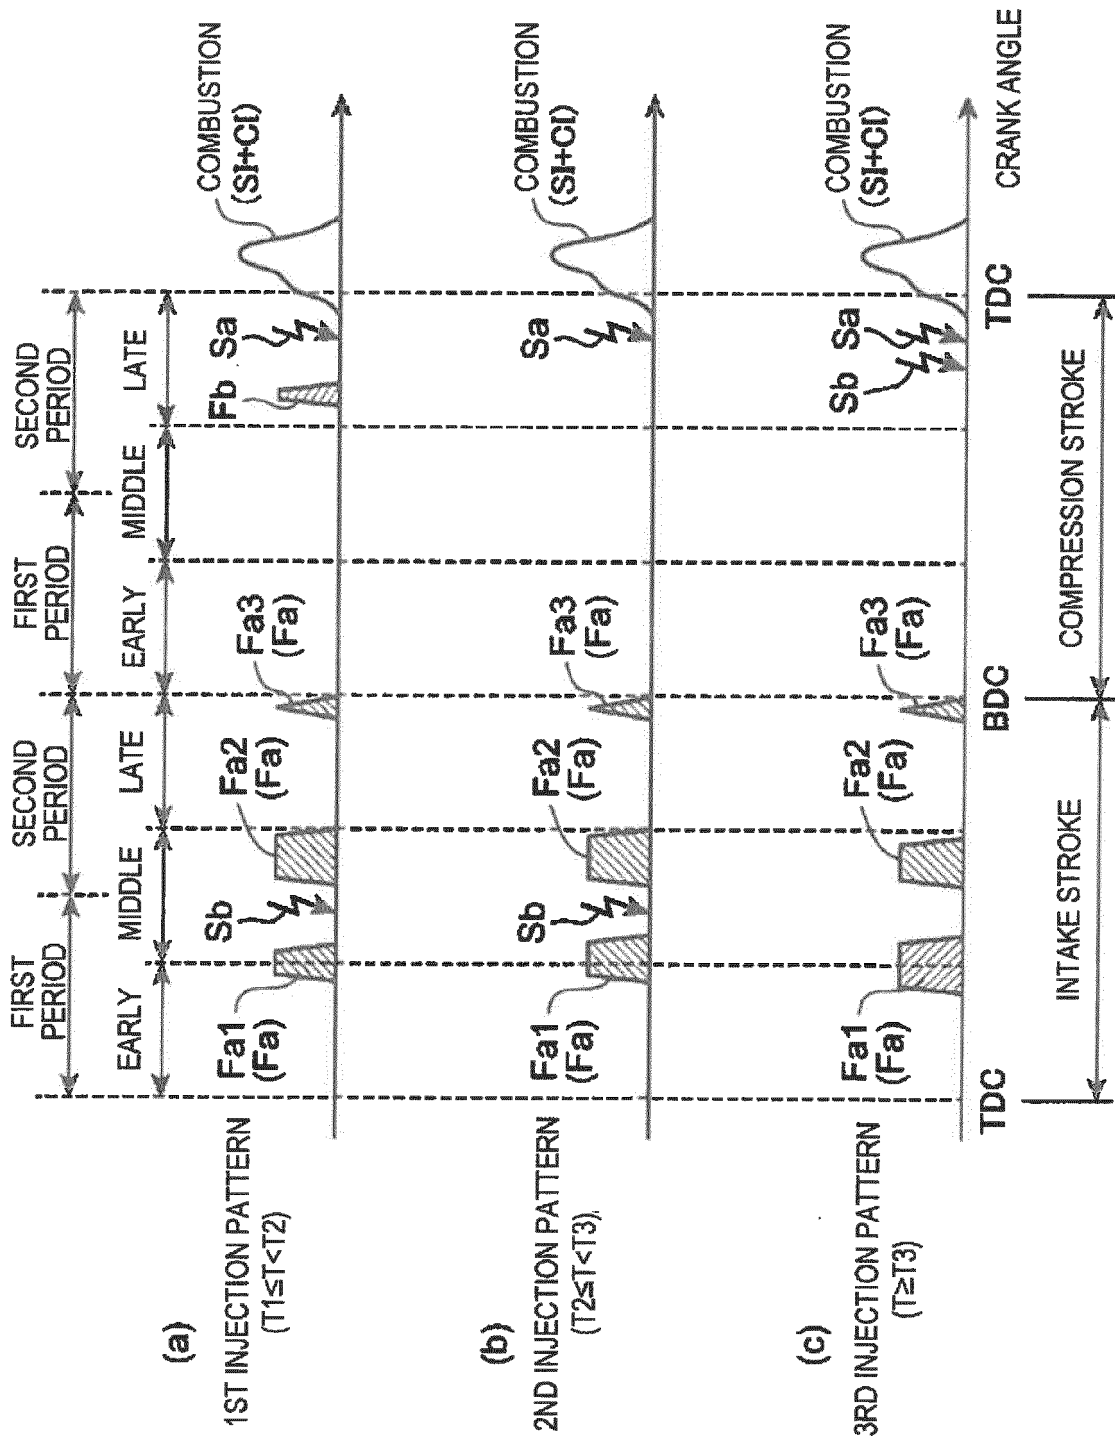 FIRST
PERIOD
SECOND
PERIOD
FIRST
PERIOD
SECOND
PERIOD
EARLY
MIDDLE
LATE
EARLY
MIDDLE
LATE
(a)
1ST INJECTION PATTERN
(T1≤T<T2)
Fa1
(Fa)
Sb
Fa2
(Fa)
Fa3
(Fa)
Fb
Sa
COMBUSTION
(SI+CI)
(b)
2ND INJECTION PATTERN
(T2≤T<T3)
Fa1
(Fa)
Sb
Fa2
(Fa)
Fa3
(Fa)
Sa
COMBUSTION
(SI+CI)
(c)
3RD INJECTION PATTERN
(T≥T3)
Fa1
(Fa)
Fa2
(Fa)
Fa3
(Fa)
Sb
Sa
COMBUSTION
(SI+CI)
TDC
BDC
TDC
CRANK ANGLE
INTAKE STROKE
COMPRESSION STROKE